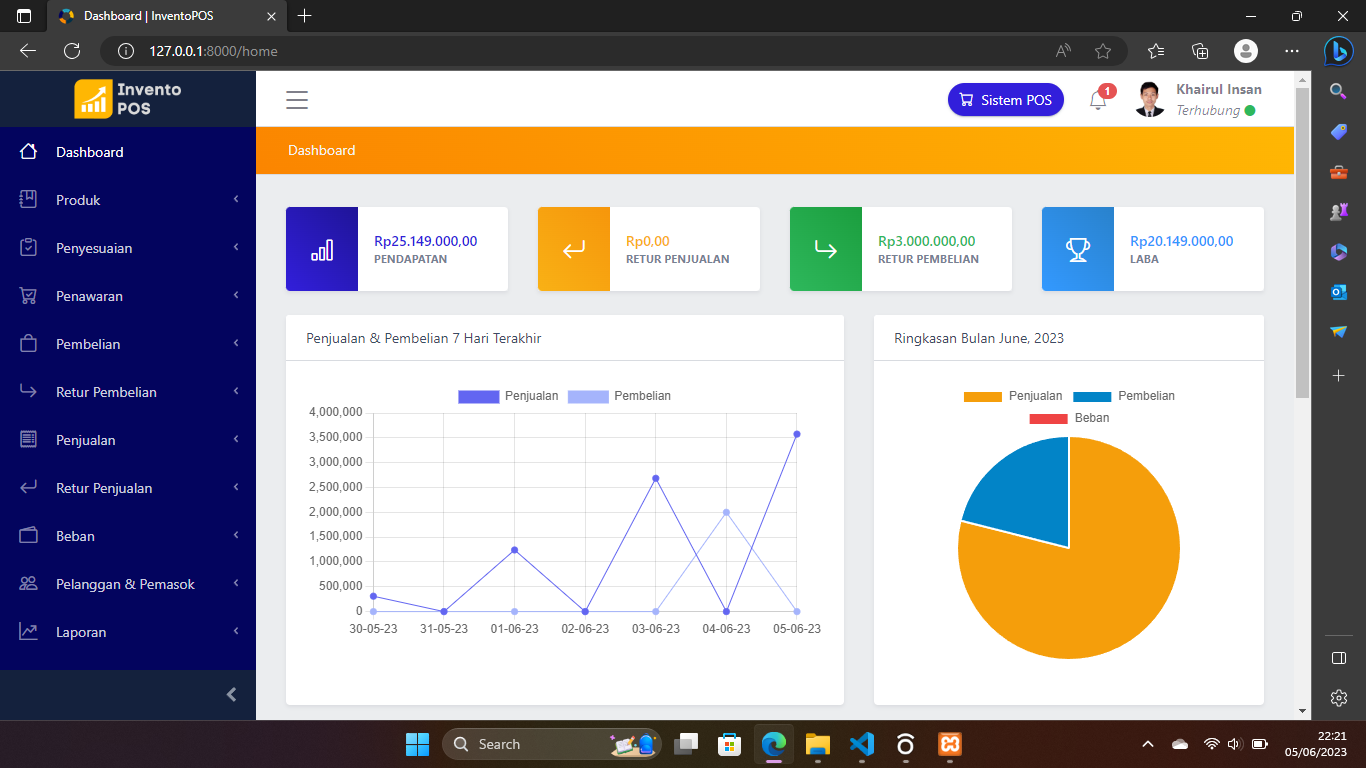 Dashboard | InventoPOS
127.0.0.1:8000/home
Invento
POS
Sistem POS
1
Khairul Insan
Terhubung
Dashboard
Produk
Penyesuaian
Penawaran
Pembelian
Retur Pembelian
Penjualan
Retur Penjualan
Beban
Pelanggan & Pemasok
Laporan
Dashboard
Rp25.149.000,00
PENDAPATAN
Rp0,00
RETUR PENJUALAN
Rp3.000.000,00
RETUR PEMBELIAN
Rp20.149.000,00
LABA
Penjualan & Pembelian 7 Hari Terakhir
Penjualan Pembelian
4,000,000
3,500,000
3,000,000
2,500,000
2,000,000
1,500,000
1,000,000
500,000
0
30-05-23 31-05-23 01-06-23 02-06-23 03-06-23 04-06-23 05-06-23
Ringkasan Bulan June, 2023
Penjualan Pembelian
Beban
Search
22:21
05/06/2023